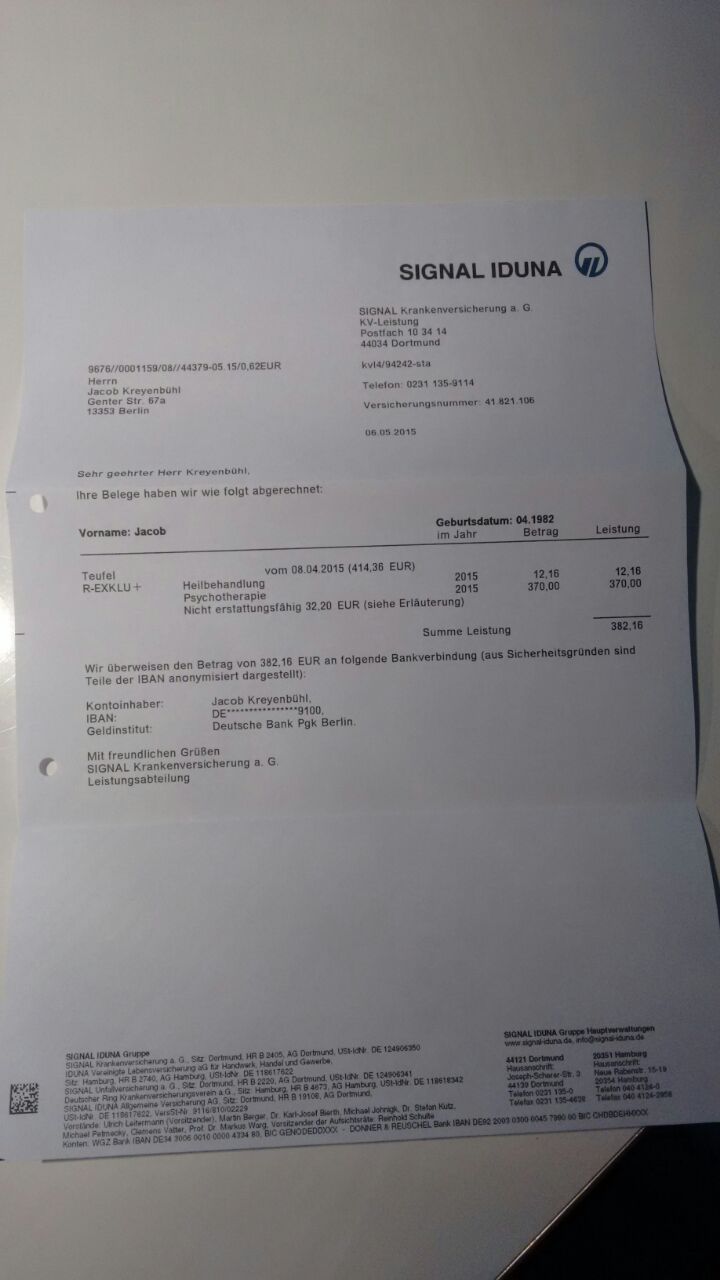 SIGNAL IDUNA
SIGNAL Krankenversicherung a. G.
KV-Leistung
Postfach 10 34 14
44034 Dortmund
9676//0001159/08//44379-05.15/0,62EUR
Herrn
Jacob Kreyenbühl
Genter Str. 67a
13353 Berlin
kvl4/94242-sta
Telefon: 0231 135-9114
Versicherungsnummer: 41.821.106
06.05.2015
Sehr geehrter Herr Kreyenbühl,
Ihre Belege haben wir wie folgt abgerechnet:
Vorname: Jacob Geburtsdatum: 04.1982
im Jahr Betrag Leistung
Teufel vom 08.04.2015 (414,36 EUR)
R-EXKLU + Heilbehandlung 2015 12,16 12,16
Psychotherapie 2015 370,00 370,00
Nicht erstattungsfähig 32,20 EUR (siehe Erläuterung)
Summe Leistung 382,16
Wir überweisen den Betrag von 382,16 EUR an folgende Bankverbindung (aus Sicherheitsgründen sind
Teile der IBAN anonymisiert dargestellt):
Kontoinhaber: Jacob Kreyenbühl,
IBAN: DE****************9100,
Geldinstitut: Deutsche Bank Pgk Berlin.
Mit freundlichen Grüßen
SIGNAL Krankenversicherung a. G.
Leistungsabteilung
SIGNAL IDUNA Gruppe
SIGNAL Krankenversicherung a. G., Sitz: Dortmund, HR B 2405, AG Dortmund, USt-IdNr. DE 124906350
IDUNA Vereinigte Lebensversicherung aG für Handwerk, Handel und Gewerbe,
Sitz: Hamburg, HR B 2740, AG Hamburg, USt-IdNr. DE 118617622
SIGNAL Unfallversicherung a. G., Sitz: Dortmund, HR B 2220, AG Dortmund, USt-IdNr. DE 124906341
Deutscher Ring Krankenversicherungsverein a.G., Sitz: Hamburg, HR B 4673, AG Hamburg, USt-IdNr. DE 118618342
SIGNAL IDUNA Allgemeine Versicherung AG, Sitz: Dortmund, HR B 19108, AG Dortmund,
USt-IdNr. DE 118617622, VersSt-Nr. 9116/810/02229
Vorstände: Ulrich Leitermann (Vorsitzender), Martin Berger, Dr. Karl-Josef Bierth, Michael Johnigk, Dr. Stefan Kutz,
Michael Petmecky, Clemens Vatter, Prof. Dr. Markus Warg, Vorsitzender der Aufsichtsräte: Reinhold Schulte
Konten: WGZ Bank IBAN DE34 3006 0010 0000 4334 80, BIC GENODEDDXXX - DONNER & REUSCHEL Bank IBAN DE92 2003 0300 0045 7990 00 BIC CHDBDEHHXXX
SIGNAL IDUNA Gruppe Hauptverwaltungen
www.signal-iduna.de, info@signal-iduna.de
44121 Dortmund
Hausanschrift:
Joseph-Scherer-Str. 3
44139 Dortmund
Telefon 0231 135-0
Telefax 0231 135-4638
20351 Hamburg
Hausanschrift:
Neue Rabenstr. 15-19
20354 Hamburg
Telefon 040 4124-0
Telefax 040 4124-2958